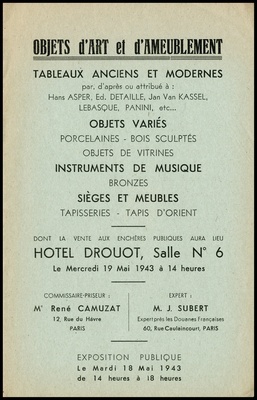 OBJETS d'ART et d'AMEUBLEMENT
TABLEAUX ANCIENS ET MODERNES
par, d'après ou attribué à :
Hans ASPER, Ed. DETAILLE, Jan Van KASSEL,
LEBASQUE, PANINI, etc...
OBJETS VARIÉS
PORCELAINES - BOIS SCULPTÉS
OBJETS DE VITRINES
INSTRUMENTS DE MUSIQUE
BRONZES
SIÈGES ET MEUBLES
TAPISSERIES - TAPIS D'ORIENT
DONT LA VENTE AUX ENCHÈRES PUBLIQUES AURA LIEU
HOTEL DROUOT, Salle N° 6
Le Mercredi 19 Mai 1943 à 14 heures
COMMISSAIRE-PRISEUR :
Me René CAMUZAT
12, Rue du Hâvre
PARIS
EXPERT :
M. J. SUBERT
Expert près les Douanes Françaises
60, Rue Caulaincourt, PARIS
EXPOSITION PUBLIQUE
Le Mardi 18 Mai 1943
de 14 heures à 18 heures